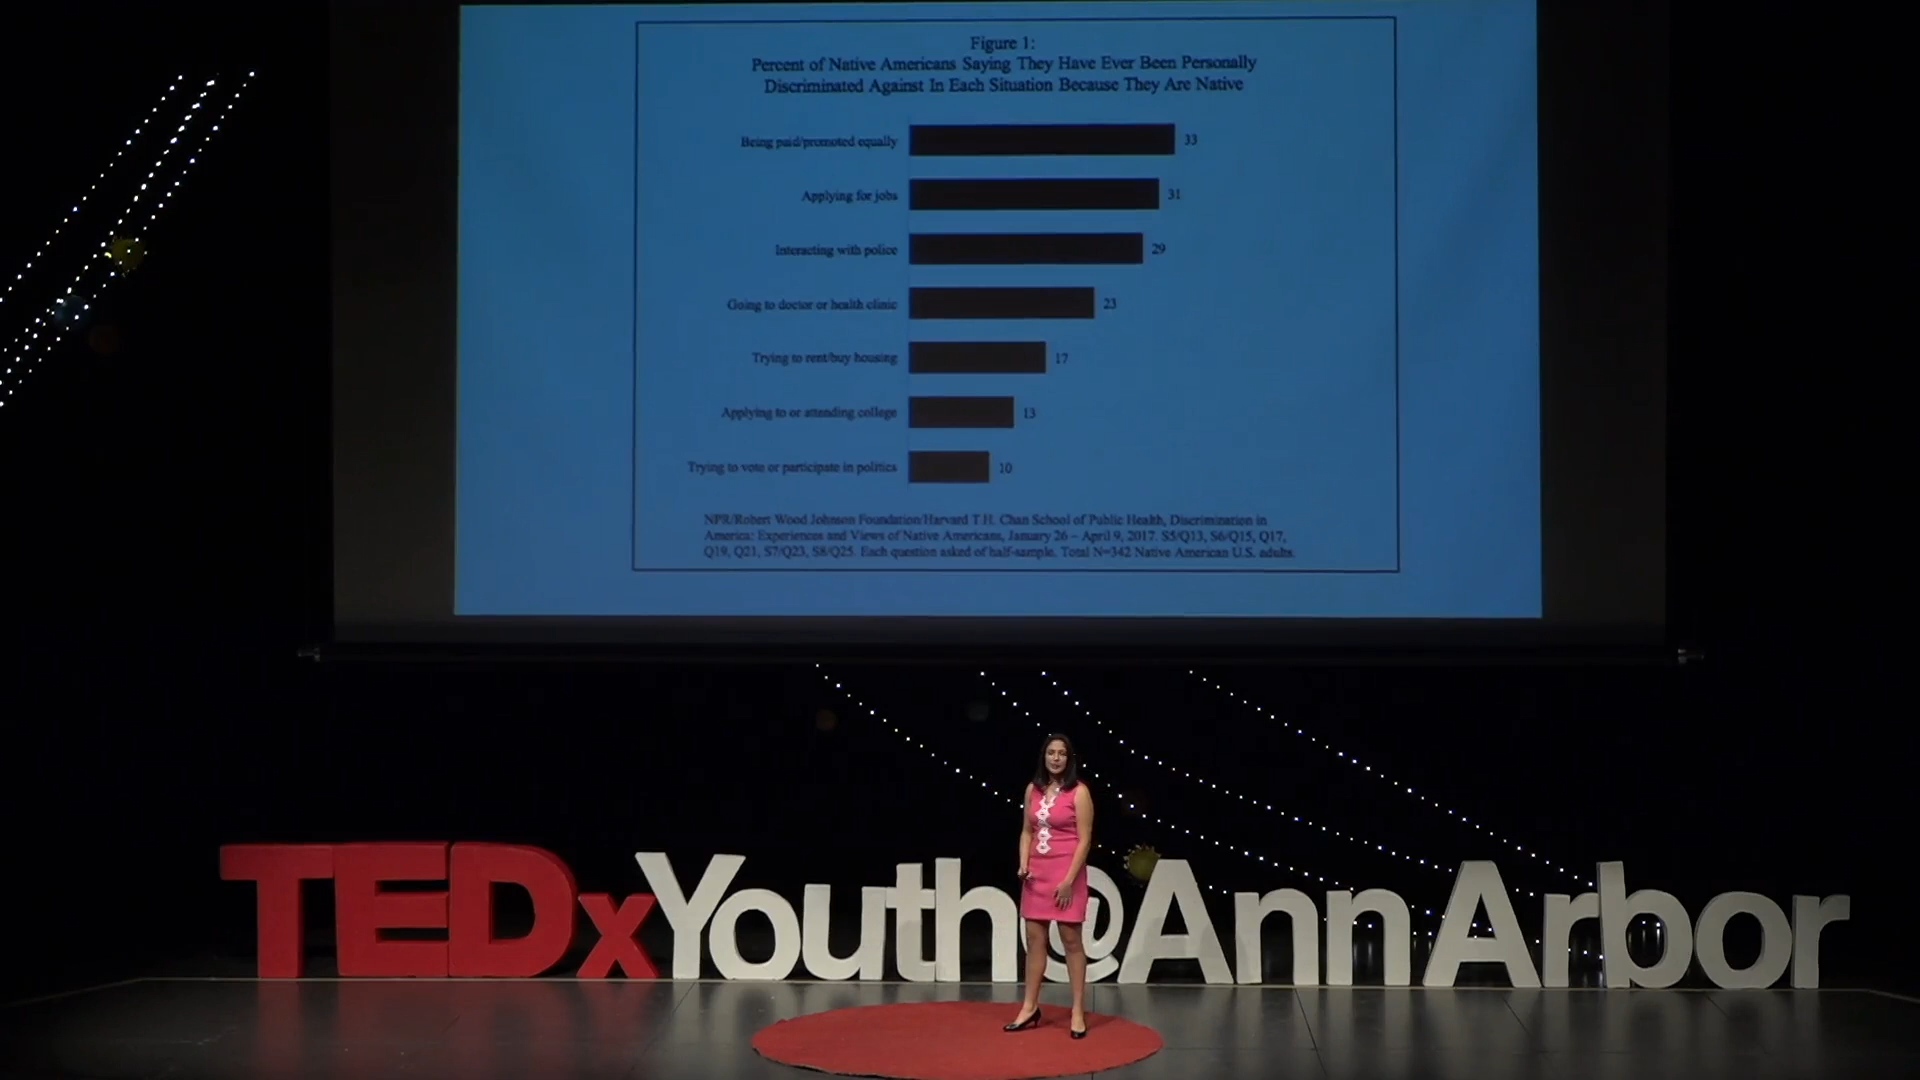 Figure 1:
Percent of Native Americans Saying They Have Ever Been Personally
Discriminated Against In Each Situation Because They Are Native
Being paid/promoted equally 33
Applying for jobs 31
Interacting with police 29
Going to doctor or health clinic 23
Trying to rent/buy housing 17
Applying to or attending college 13
Trying to vote or participate in politics 10
NPR/Robert Wood Johnson Foundation/Harvard T.H. Chan School of Public Health, Discrimination in
America: Experiences and Views of Native Americans, January 26 – April 9, 2017. S5/Q13, S6/Q15, Q17,
Q19, Q21, S7/Q23, S8/Q25. Each question asked of half-sample. Total N=342 Native American U.S. adults.
TEDxYouth@AnnArbor